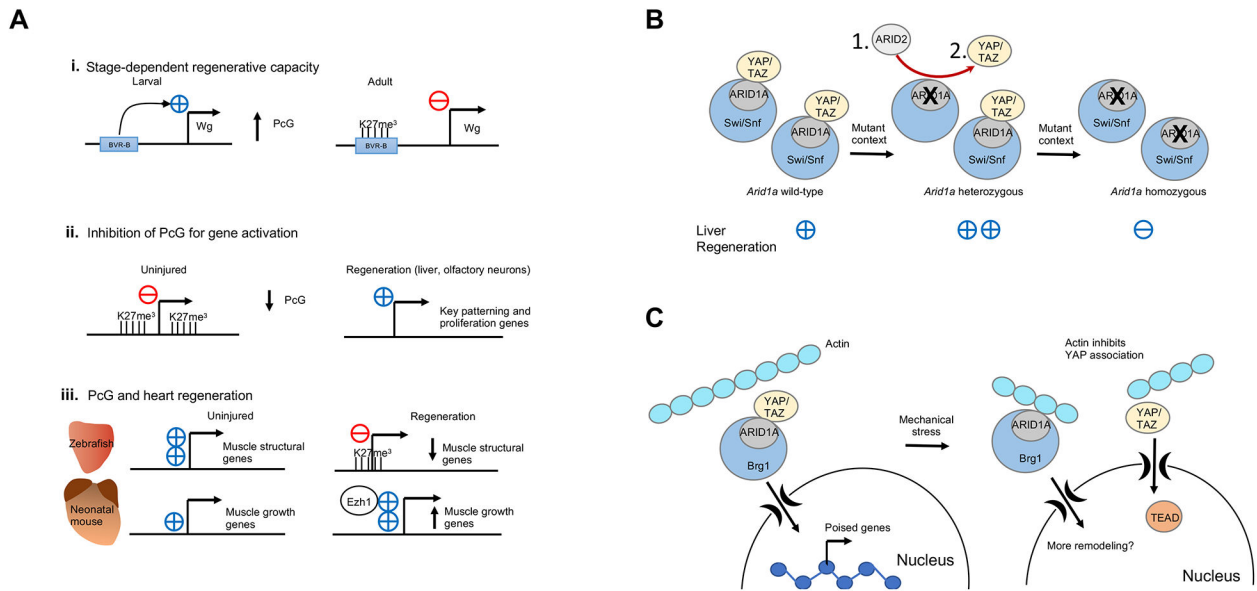 A
i. Stage-dependent regenerative capacity
Larval
BVR-B
Wg
PcG
Adult
K27me³
BVR-B
Wg
ii. Inhibition of PcG for gene activation
Uninjured
K27me³
K27me³
PcG
Regeneration (liver, olfactory neurons)
Key patterning and
proliferation genes
iii. PcG and heart regeneration
Zebrafish
Uninjured
Muscle structural
genes
Regeneration
K27me³
Muscle structural
genes
Neonatal
mouse
Muscle growth
genes
Ezh1
Muscle growth
genes
B
YAP/
TAZ
ARID1A
Swi/Snf
YAP/
TAZ
ARID1A
Swi/Snf
Arid1a wild-type
Mutant
context
1.
ARID2
2.
YAP/
TAZ
ARID1A
X
Swi/Snf
YAP/
TAZ
ARID1A
Swi/Snf
Arid1a heterozygous
Mutant
context
ARID1A
X
Swi/Snf
ARID1A
X
Swi/Snf
Arid1a homozygous
Liver
Regeneration
C
Actin
YAP/
TAZ
ARID1A
Brg1
Poised genes
Nucleus
Mechanical
stress
Actin inhibits
YAP association
ARID1A
Brg1
YAP/
TAZ
TEAD
More remodeling?
Nucleus